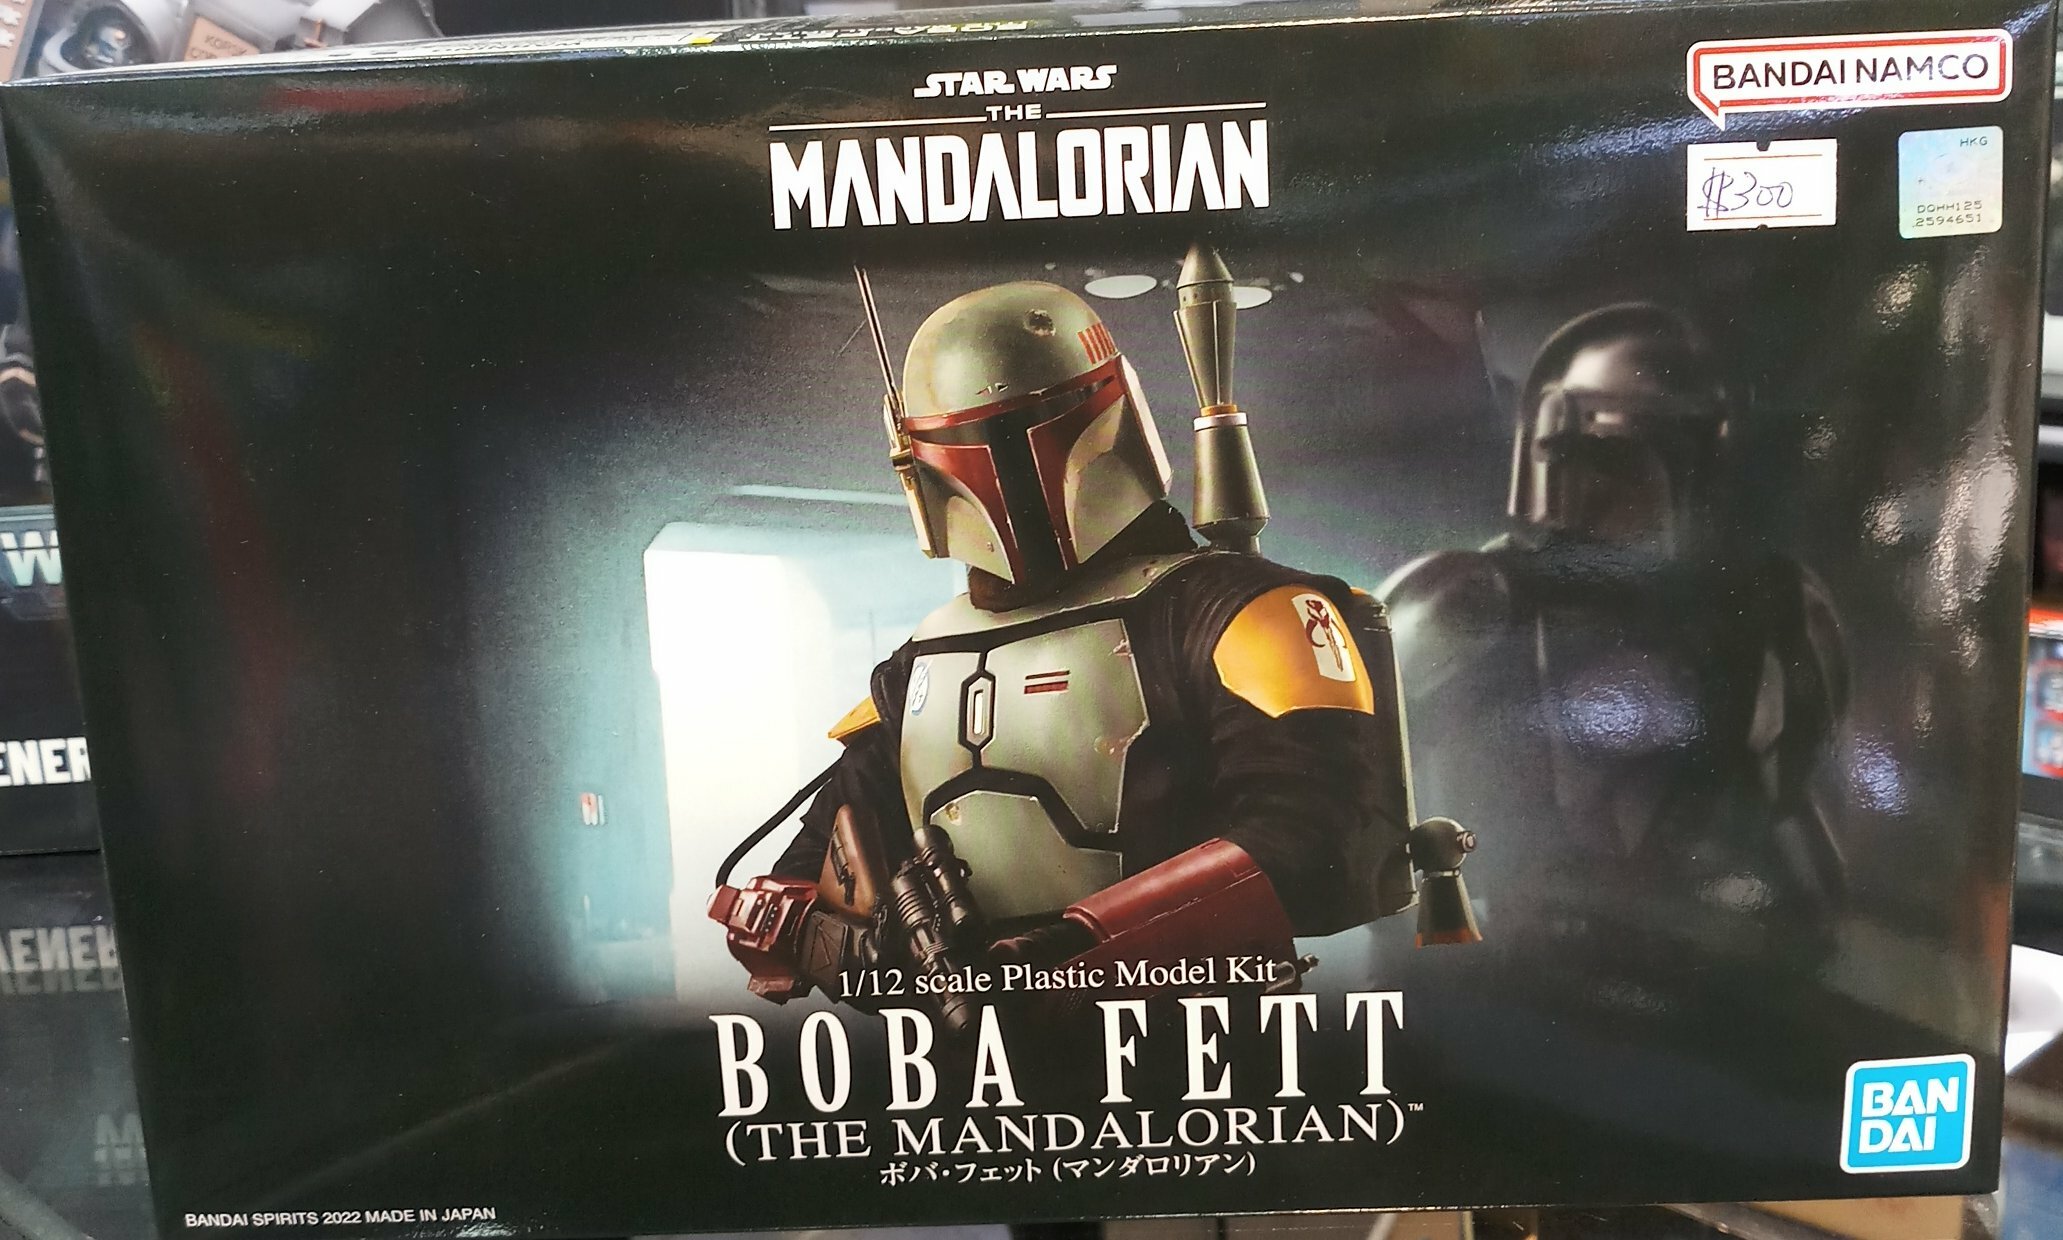 STAR WARS
THE
MANDALORIAN
BANDAI NAMCO
$300
HKG
DOHH125
2594651
ENER
1/12 scale Plastic Model Kit
BOBA FETT
(THE MANDALORIAN)™
ボバ・フェット (マンダロリアン)
BAN
DAI
BANDAI SPIRITS 2022 MADE IN JAPAN